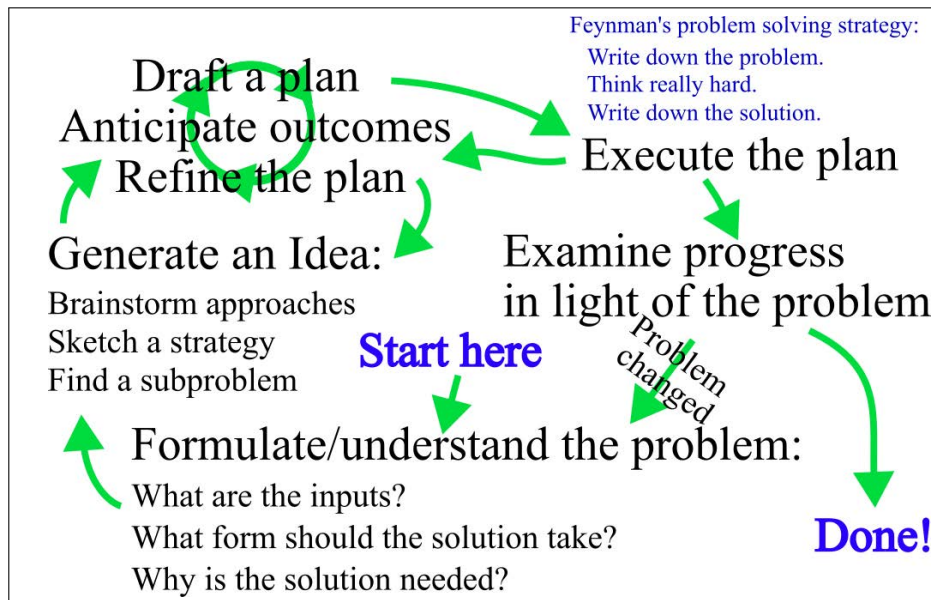 Feynman's problem solving strategy:
Write down the problem.
Think really hard.
Write down the solution.
Draft a plan
Anticipate outcomes
Refine the plan
Execute the plan
Generate an Idea:
Brainstorm approaches
Sketch a strategy
Find a subproblem
Examine progress
in light of the problem
Start here
Problem
changed
Formulate/understand the problem:
What are the inputs?
What form should the solution take?
Why is the solution needed?
Done!